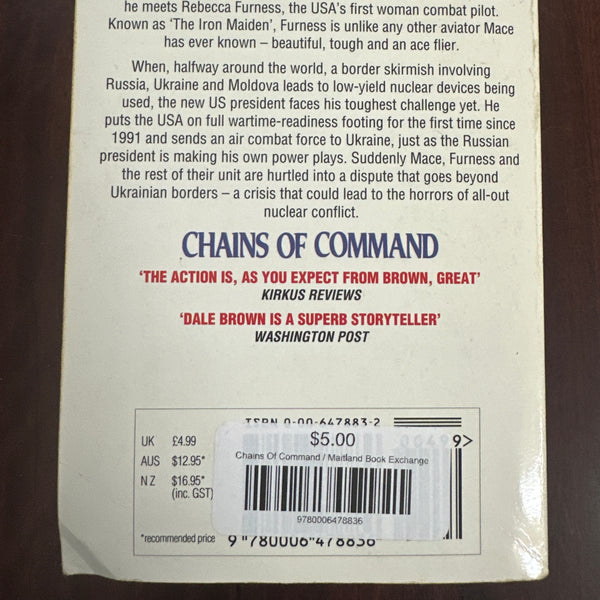 he meets Rebecca Furness, the USA's first woman combat pilot.
Known as 'The Iron Maiden', Furness is unlike any other aviator Mace
has ever known – beautiful, tough and an ace flier.
When, halfway around the world, a border skirmish involving
Russia, Ukraine and Moldova leads to low-yield nuclear devices being
used, the new US president faces his toughest challenge yet. He
puts the USA on full wartime-readiness footing for the first time since
1991 and sends an air combat force to Ukraine, just as the Russian
president is making his own power plays. Suddenly Mace, Furness and
the rest of their unit are hurtled into a dispute that goes beyond
Ukrainian borders – a crisis that could lead to the horrors of all-out
nuclear conflict.
CHAINS OF COMMAND
'THE ACTION IS, AS YOU EXPECT FROM BROWN, GREAT'
KIRKUS REVIEWS
'DALE BROWN IS A SUPERB STORYTELLER'
WASHINGTON POST
ISBN 0-00-647883-2
UK £4.99
AUS $12.95*
NZ $16.95*
(inc. GST)
*recommended price
00499>
$5.00
Chains Of Command / Maitland Book Exchange
9780006478836
9 780006 478836